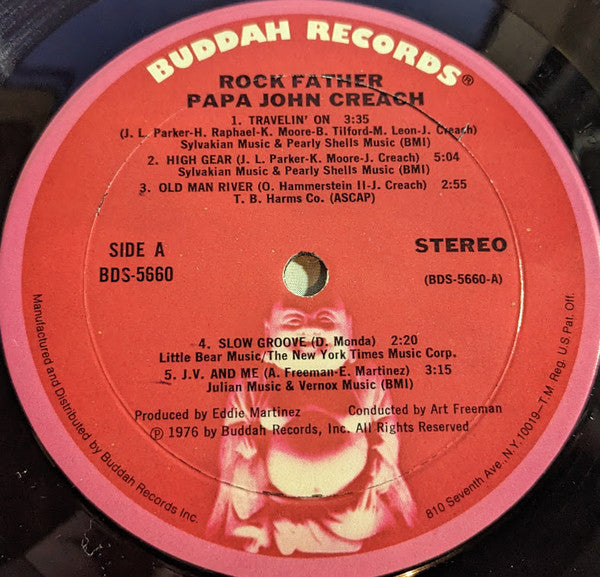 BUDDAH RECORDS®
ROCK FATHER
PAPA JOHN CREACH
1. TRAVELIN' ON 3:35
(J. L. Parker-H. Raphael-K. Moore-B. Tilford-M. Leon-J. Creach)
Sylvakian Music & Pearly Shells Music (BMI)
2. HIGH GEAR (J. L. Parker-K. Moore-J. Creach) 5:04
Sylvakian Music & Pearly Shells Music (BMI)
3. OLD MAN RIVER (O. Hammerstein II-J. Creach) 2:55
T. B. Harms Co. (ASCAP)
SIDE A
BDS-5660
STEREO
(BDS-5660-A)
4. SLOW GROOVE (D. Monda) 2:20
Little Bear Music/The New York Times Music Corp.
5. J.V. AND ME (A. Freeman-E. Martinez) 3:15
Julian Music & Vernox Music (BMI)
Produced by Eddie Martinez Conducted by Art Freeman
℗ 1976 by Buddah Records, Inc. All Rights Reserved
Manufactured and Distributed by Buddah Records Inc.
810 Seventh Ave., N.Y. 10019—T.M. Reg. U.S. Pat. Off.